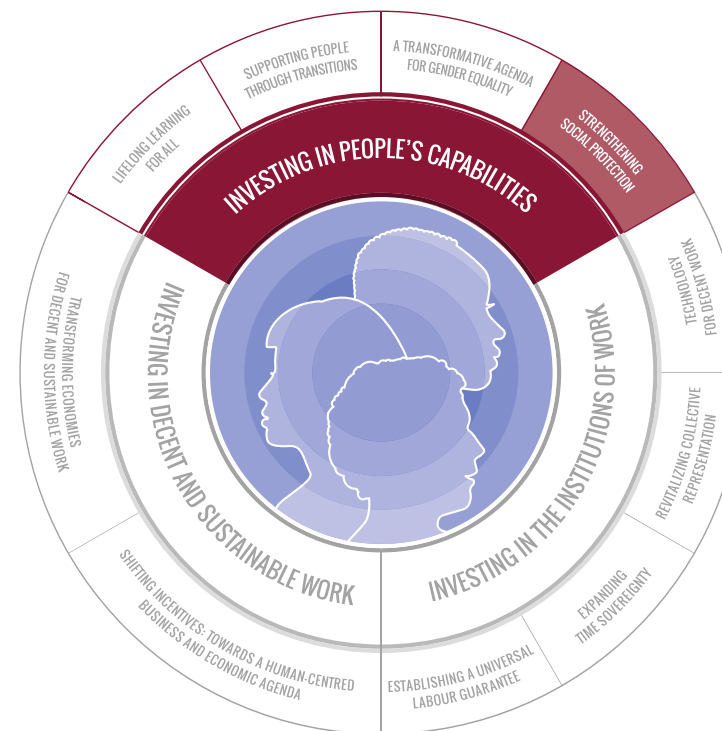 SUPPORTING PEOPLE
THROUGH TRANSITIONS
A TRANSFORMATIVE AGENDA
FOR GENDER EQUALITY
LIFELONG LEARNING
FOR ALL
STRENGTHENING
SOCIAL PROTECTION
INVESTING IN PEOPLE’S CAPABILITIES
TECHNOLOGY
FOR DECENT WORK
TRANSFORMING ECONOMIES
FOR DECENT AND SUSTAINABLE WORK
INVESTING IN DECENT AND SUSTAINABLE WORK
INVESTING IN THE INSTITUTIONS OF WORK
REVITALIZING COLLECTIVE
REPRESENTATION
EXPANDING
TIME SOVEREIGNTY
SHIFTING INCENTIVES: TOWARDS A HUMAN-CENTRED
BUSINESS AND ECONOMIC AGENDA
ESTABLISHING A UNIVERSAL
LABOUR GUARANTEE